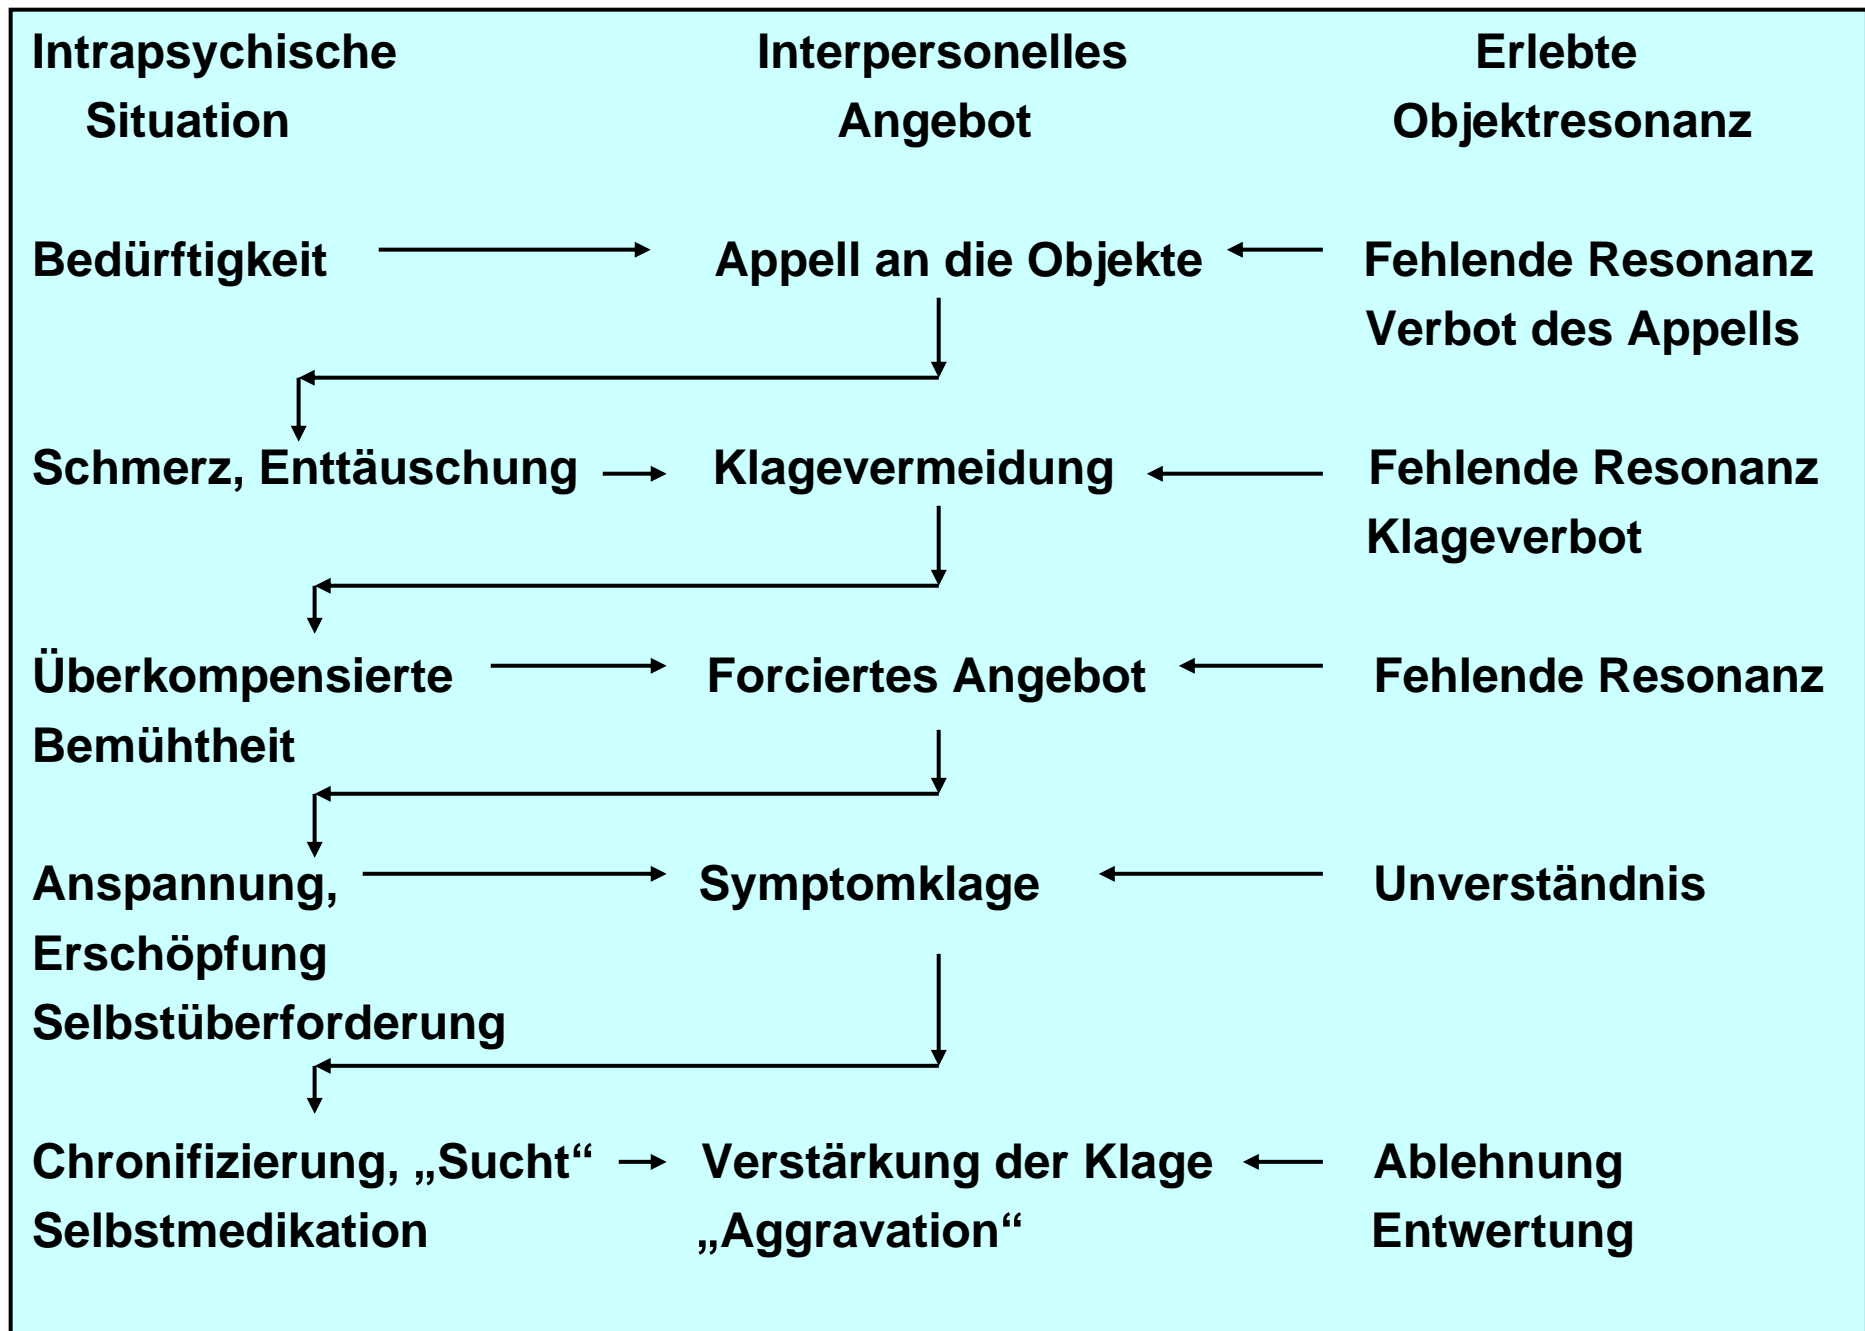 Intrapsychische Interpersonelles Erlebte
Situation Angebot Objektresonanz
Bedürftigkeit Appell an die Objekte Fehlende Resonanz
Verbot des Appells
Schmerz, Enttäuschung Klagevermeidung Fehlende Resonanz
Klageverbot
Überkompensierte Forciertes Angebot Fehlende Resonanz
Bemühtheit
Anspannung, Symptomklage Unverständnis
Erschöpfung
Selbstüberforderung
Chronifizierung, „Sucht“ Verstärkung der Klage Ablehnung
Selbstmedikation „Aggravation“ Entwertung